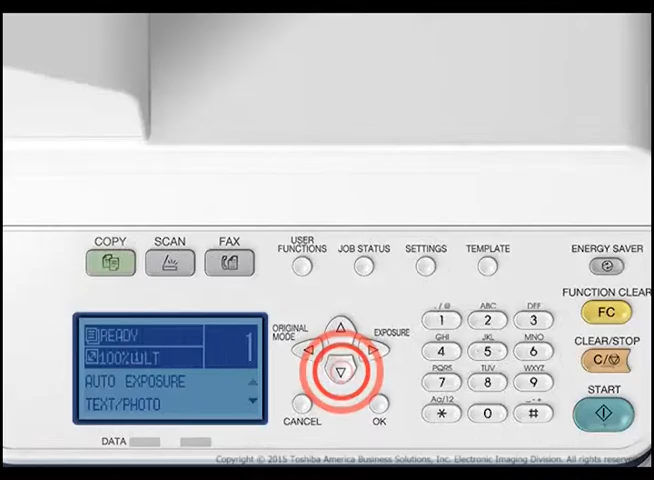 COPY SCAN FAX USER FUNCTIONS JOB STATUS SETTINGS TEMPLATE ENERGY SAVER
FUNCTION CLEAR
FC
CLEAR/STOP
C/
START
READY
100% LT
1
AUTO EXPOSURE
TEXT/PHOTO
ORIGINAL MODE
EXPOSURE
CANCEL
OK
. / @ ABC DEF
1 2 3
GHI JKL MNO
4 5 6
PQRS TUV WXYZ
7 8 9
Aα/12 - +
* 0 #
DATA
Copyright © 2015 Toshiba America Business Solutions, Inc. Electronic Imaging Division. All rights reserved